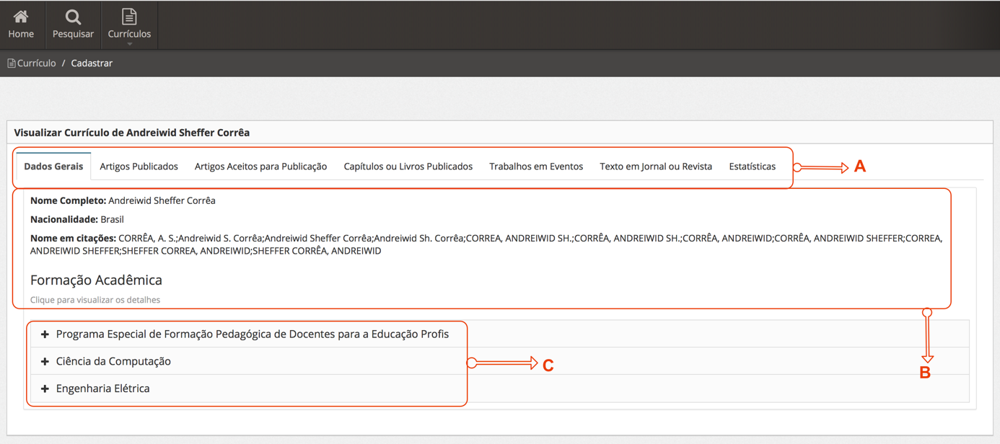 Home
Pesquisar
Currículos
Currículo / Cadastrar
Visualizar Currículo de Andreiwid Sheffer Corrêa
Dados Gerais
Artigos Publicados
Artigos Aceitos para Publicação
Capítulos ou Livros Publicados
Trabalhos em Eventos
Texto em Jornal ou Revista
Estatísticas
A
Nome Completo: Andreiwid Sheffer Corrêa
Nacionalidade: Brasil
Nome em citações: CORRÊA, A. S.;Andreiwid S. Corrêa;Andreiwid Sheffer Corrêa;Andreiwid Sh. Corrêa;CORREA, ANDREIWID SH.;CORRÊA, ANDREIWID SH.;CORRÊA, ANDREIWID;CORRÊA, ANDREIWID SHEFFER;CORREA,
ANDREIWID SHEFFER;SHEFFER CORREA, ANDREIWID;SHEFFER CORRÊA, ANDREIWID
Formação Acadêmica
Clique para visualizar os detalhes
+ Programa Especial de Formação Pedagógica de Docentes para a Educação Profis
+ Ciência da Computação
C
B
+ Engenharia Elétrica